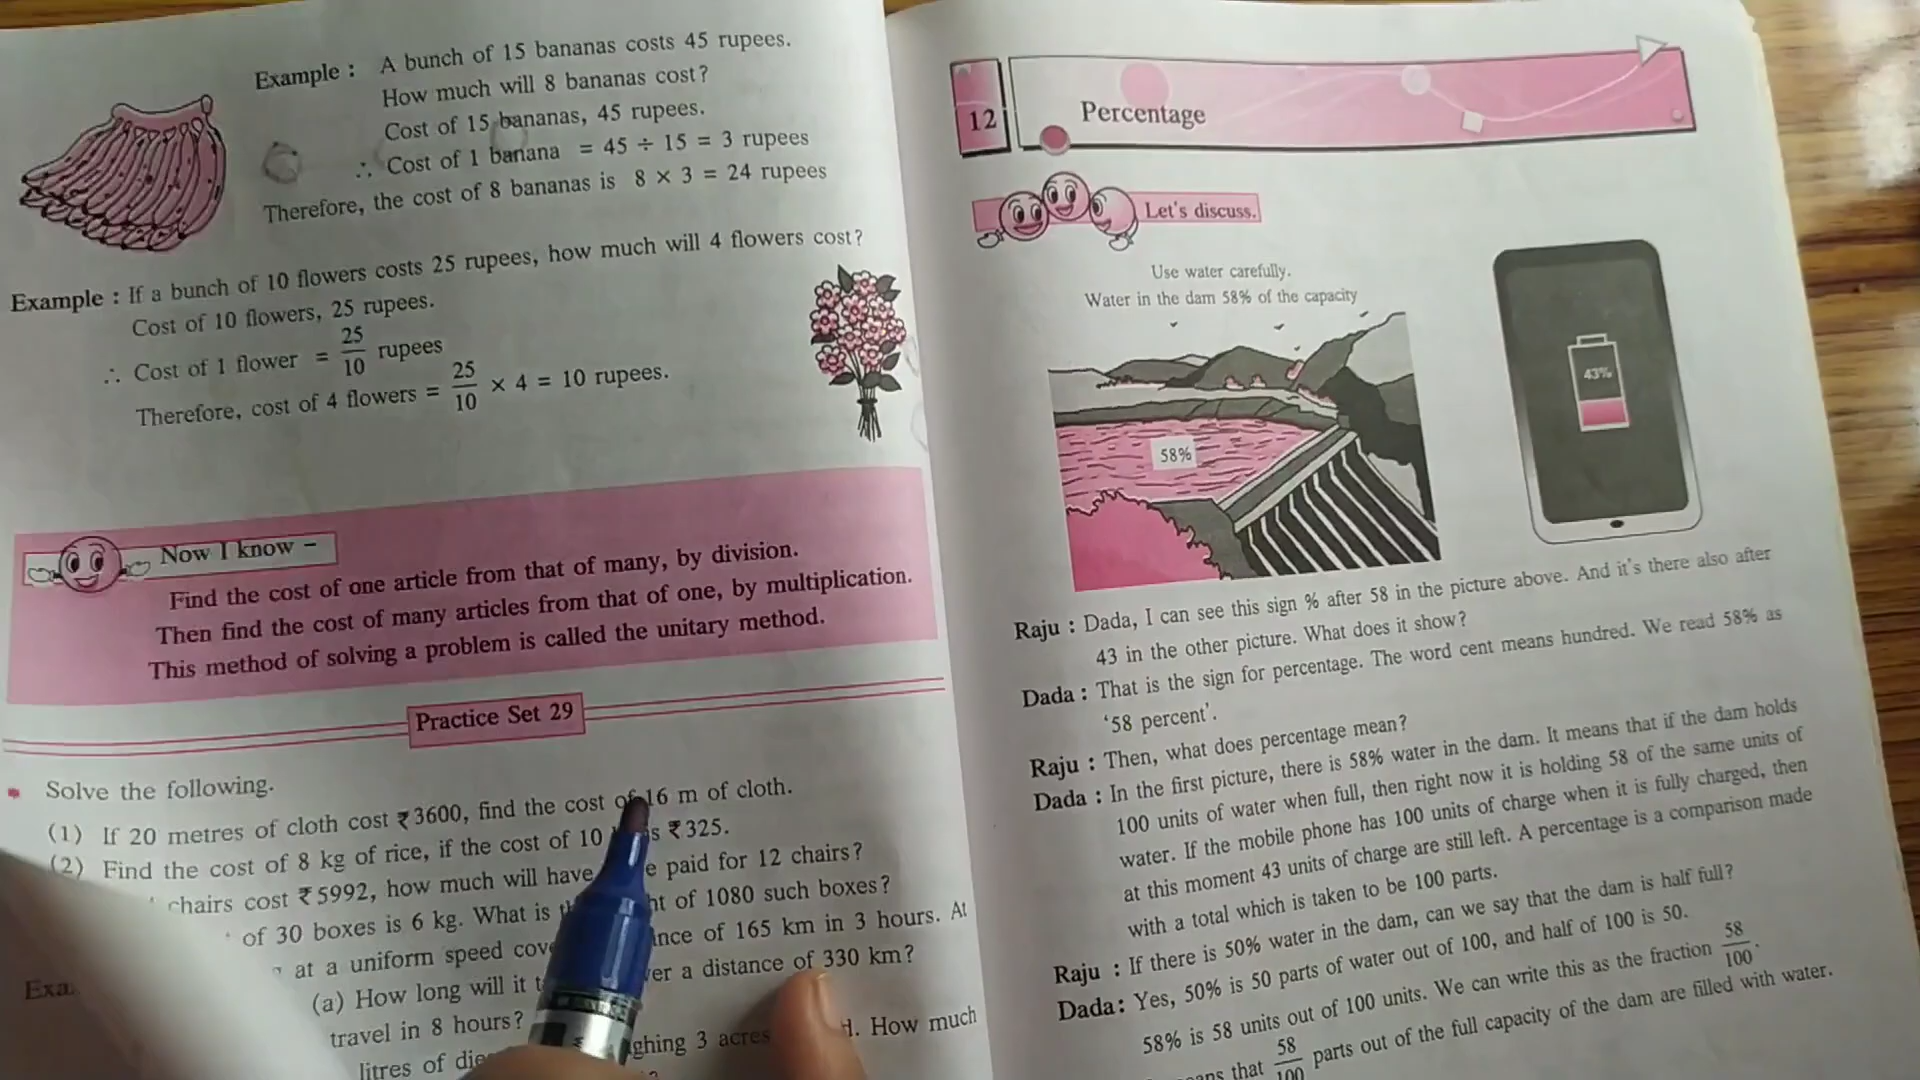 Example : A bunch of 15 bananas costs 45 rupees.
How much will 8 bananas cost?
Cost of 15 bananas, 45 rupees.
∴ Cost of 1 banana = 45 ÷ 15 = 3 rupees
Therefore, the cost of 8 bananas is 8 × 3 = 24 rupees
Example : If a bunch of 10 flowers costs 25 rupees, how much will 4 flowers cost?
Cost of 10 flowers, 25 rupees.
∴ Cost of 1 flower = 25/10 rupees
Therefore, cost of 4 flowers = 25/10 × 4 = 10 rupees.
Now I know –
Find the cost of one article from that of many, by division.
Then find the cost of many articles from that of one, by multiplication.
This method of solving a problem is called the unitary method.
Practice Set 29
Solve the following.
(1) If 20 metres of cloth cost ₹3600, find the cost of 16 m of cloth.
(2) Find the cost of 8 kg of rice, if the cost of 10 is ₹325.
chairs cost ₹5992, how much will have paid for 12 chairs?
of 30 boxes is 6 kg. What is of 1080 such boxes?
at a uniform speed of 165 km in 3 hours. At
(a) How long will it a distance of 330 km?
travel in 8 hours?
litres of 3 acres How much
12 Percentage
Let's discuss.
Use water carefully.
Water in the dam 58% of the capacity
58%
43%
Raju : Dada, I can see this sign % after 58 in the picture above. And it's there also after
43 in the other picture. What does it show?
Dada : That is the sign for percentage. The word cent means hundred. We read 58% as
'58 percent'.
Raju : Then, what does percentage mean?
Dada : In the first picture, there is 58% water in the dam. It means that if the dam holds
100 units of water when full, then right now it is holding 58 of the same units of
water. If the mobile phone has 100 units of charge when it is fully charged, then
at this moment 43 units of charge are still left. A percentage is a comparison made
with a total which is taken to be 100 parts.
Raju : If there is 50% water in the dam, can we say that the dam is half full?
Dada : Yes, 50% is 50 parts of water out of 100, and half of 100 is 50.
58% is 58 units out of 100 units. We can write this as the fraction 58/100.
that 58/100 parts out of the full capacity of the dam are filled with water.